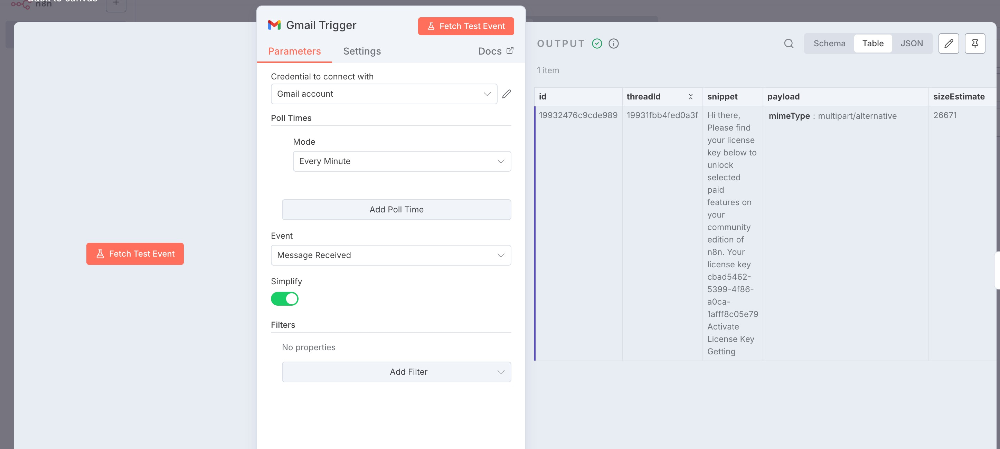 Back to canvas
n8n
Gmail Trigger
Fetch Test Event
Parameters
Settings
Docs
Credential to connect with
Gmail account
Poll Times
Mode
Every Minute
Add Poll Time
Event
Message Received
Simplify
Filters
No properties
Add Filter
Fetch Test Event
OUTPUT
Schema
Table
JSON
1 item
id
threadId
snippet
payload
sizeEstimate
19932476c9cde989
19931fbb4fed0a3f
Hi there,
Please find
your license
key below to
unlock
selected
paid
features on
your
community
edition of
n8n. Your
license key
cbad5462-
5399-4f86-
a0ca-
1afff8c05e79
Activate
License Key
Getting
mimeType : multipart/alternative
26671